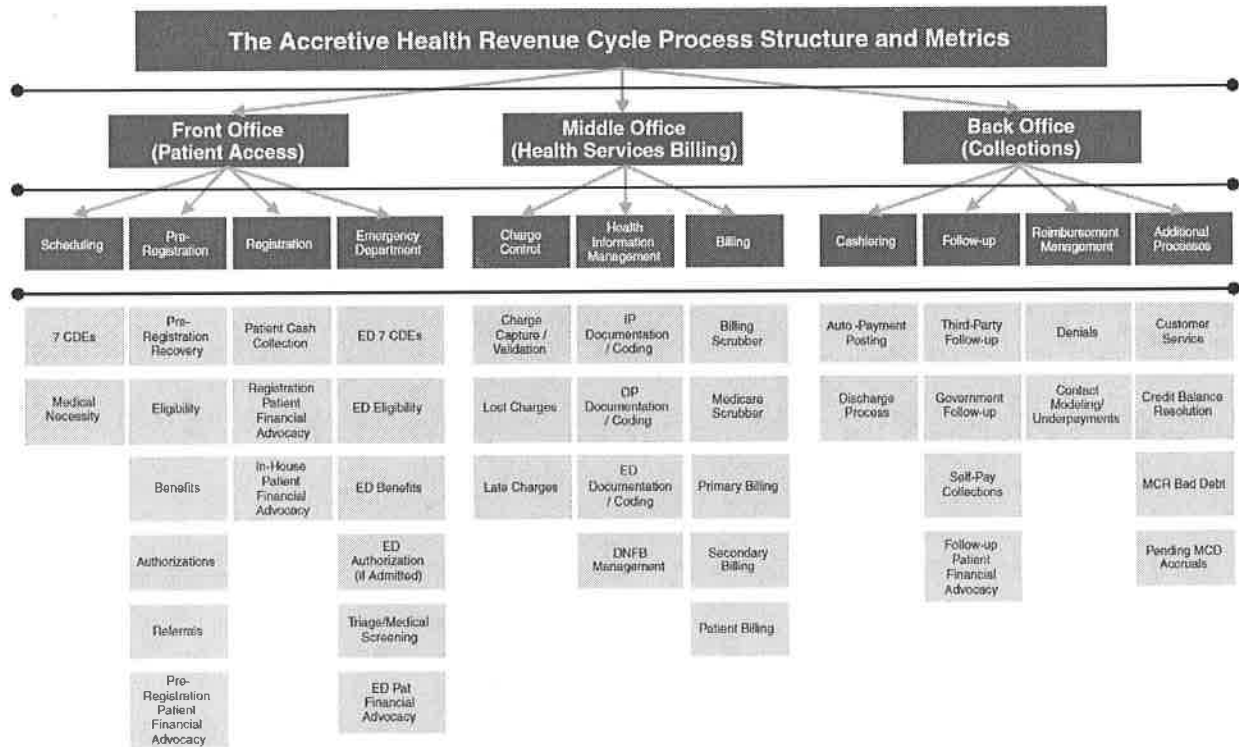 The Accretive Health Revenue Cycle Process Structure and Metrics
Front Office
(Patient Access)
Middle Office
(Health Services Billing)
Back Office
(Collections)
Scheduling
Pre-
Registration
Registration
Emergency
Department
Charge
Control
Health
Information
Management
Billing
Cashiering
Follow-up
Reimbursement
Management
Additional
Processes
7 CDEs
Pre-
Registration
Recovery
Patient Cash
Collection
ED 7 CDEs
Charge
Capture /
Validation
IP
Documentation
/ Coding
Billing
Scrubber
Auto -Payment
Posting
Third-Party
Follow-up
Denials
Customer
Service
Medical
Necessity
Eligibility
Registration
Patient
Financial
Advocacy
ED Eligibility
Lost Charges
OP
Documentation
/ Coding
Medicare
Scrubber
Discharge
Process
Government
Follow-up
Contact
Modeling/
Underpayments
Credit Balance
Resolution
Benefits
In-House
Patient
Financial
Advocacy
ED Benefits
Late Charges
ED
Documentation
/ Coding
Primary Billing
Self-Pay
Collections
MCR Bad Debt
Authorizations
ED
Authorization
(if Admitted)
DNFB
Management
Secondary
Billing
Follow-up
Patient
Financial
Advocacy
Pending MCD
Accruals
Referrals
Triage/Medical
Screening
Patient Billing
Pre-
Registration
Patient
Financial
Advocacy
ED Pat
Financial
Advocacy